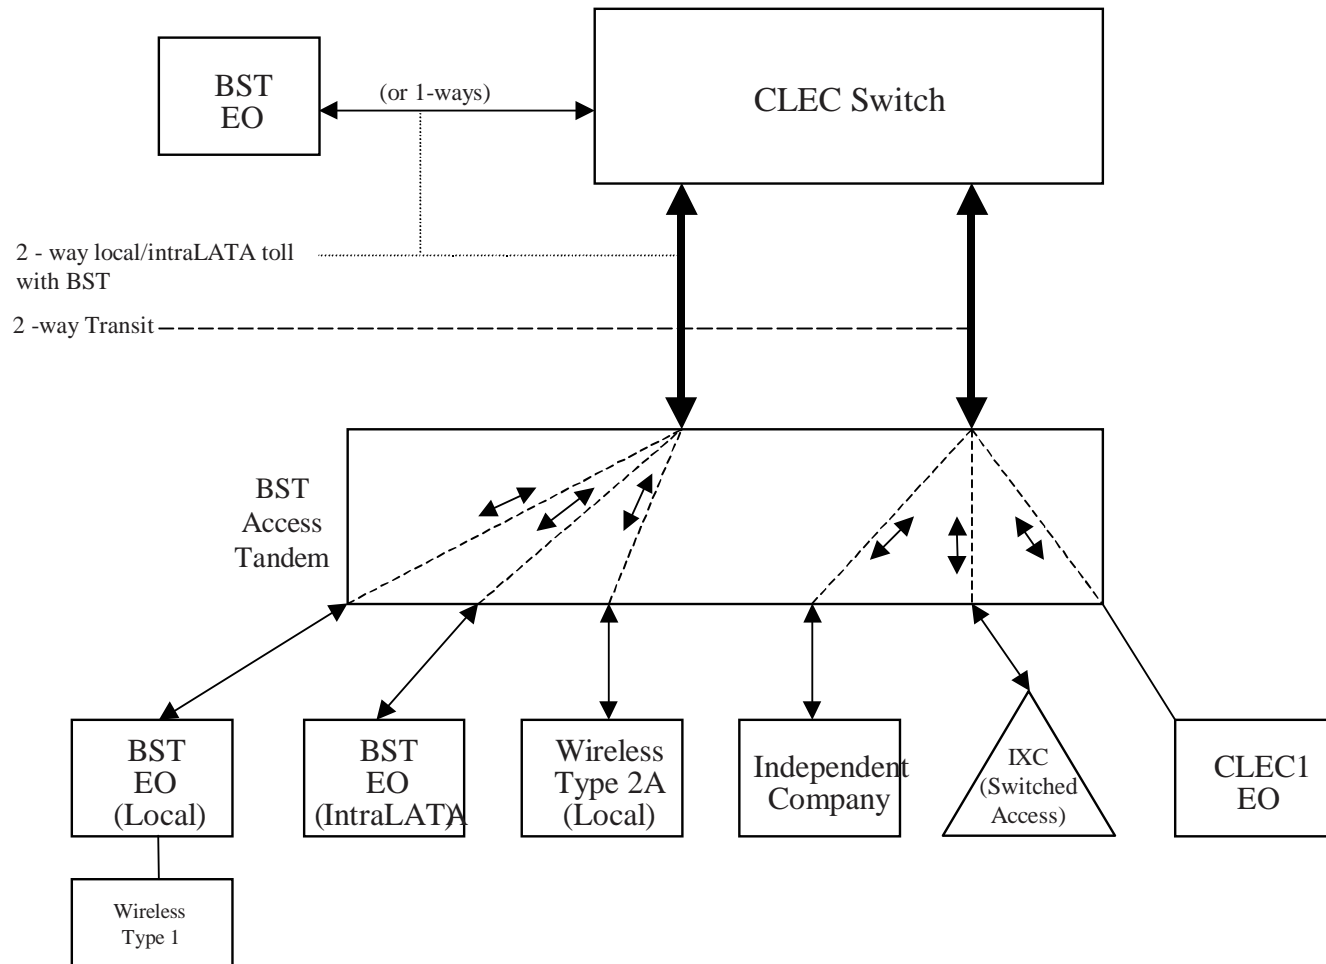 BST
EO
(or 1-ways)
CLEC Switch
2 - way local/intraLATA toll
with BST
2 -way Transit
BST
Access
Tandem
BST
EO
(Local)
BST
EO
(IntraLATA)
Wireless
Type 2A
(Local)
Independent
Company
IXC
(Switched
Access)
CLEC1
EO
Wireless
Type 1